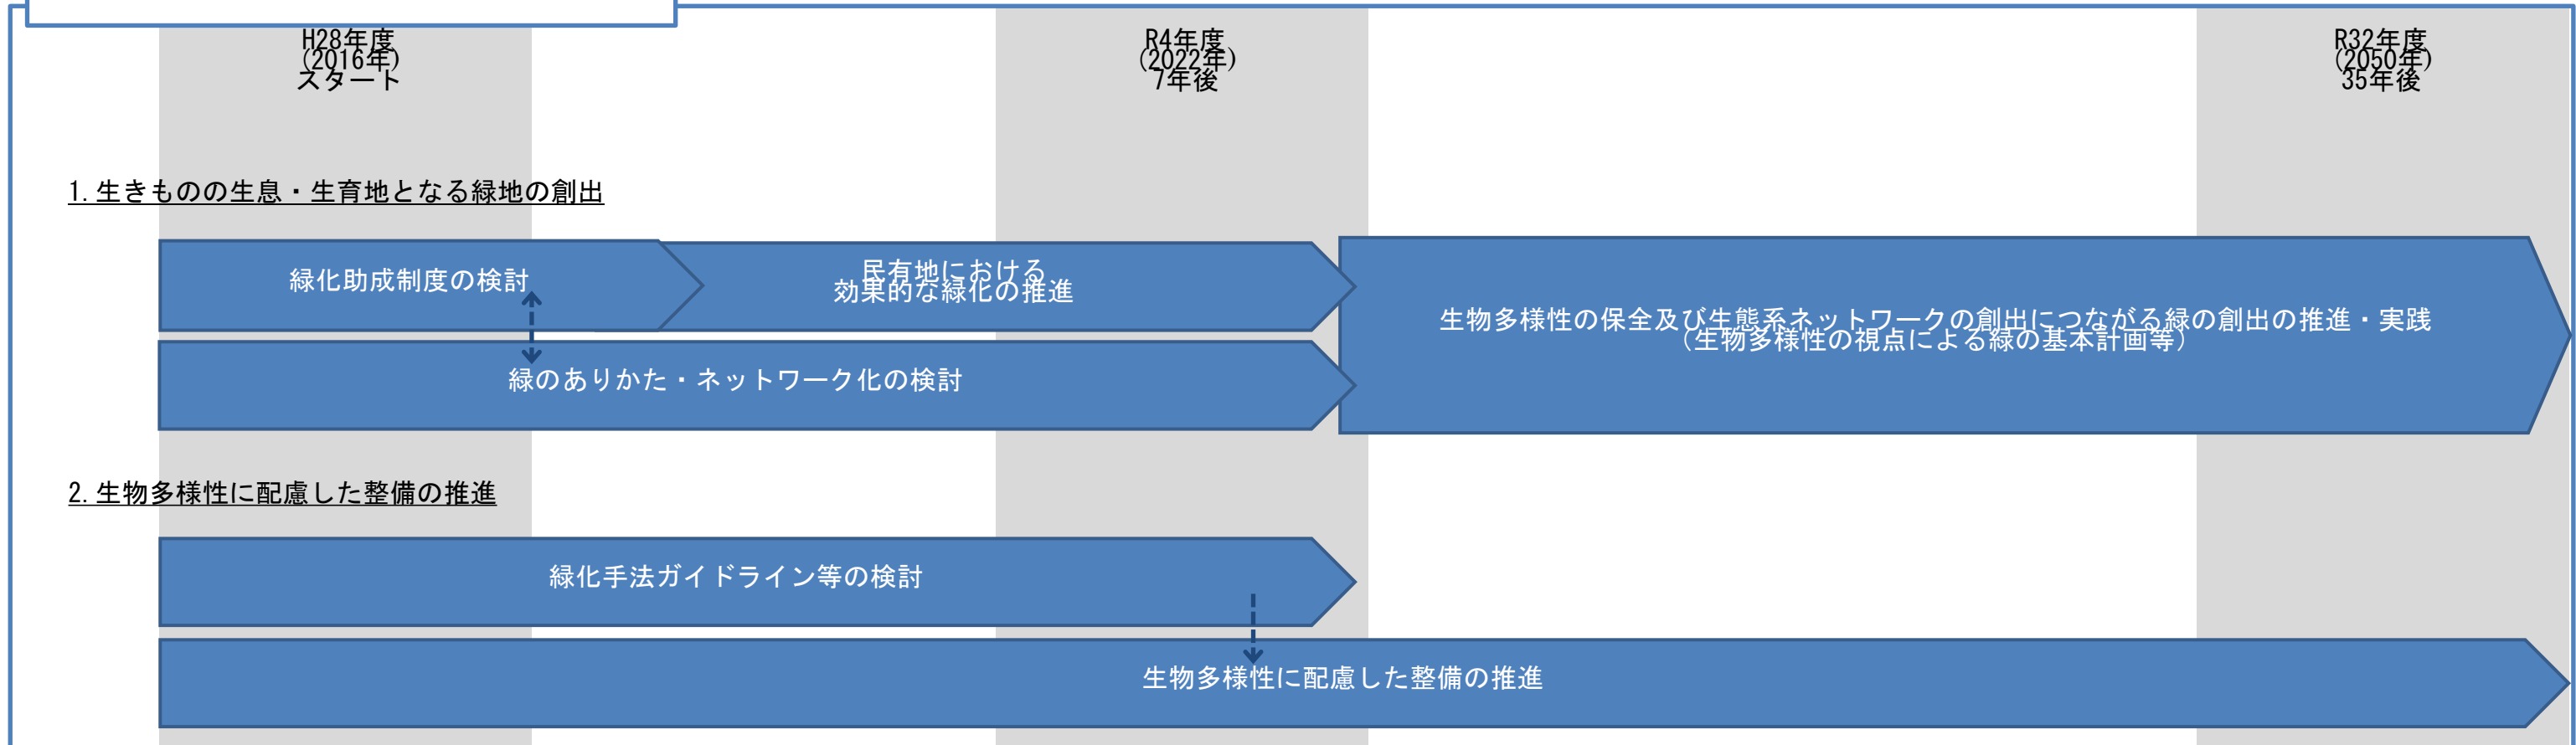 H28年度
(2016年)
スタート
R4年度
(2022年)
7年後
R32年度
(2050年)
35年後
1.生きものの生息・生育地となる緑地の創出
緑化助成制度の検討
民有地における
効果的な緑化の推進
生物多様性の保全及び生態系ネットワークの創出につながる緑の創出の推進・実践
（生物多様性の視点による緑の基本計画等）
緑のありかた・ネットワーク化の検討
2.生物多様性に配慮した整備の推進
緑化手法ガイドライン等の検討
生物多様性に配慮した整備の推進